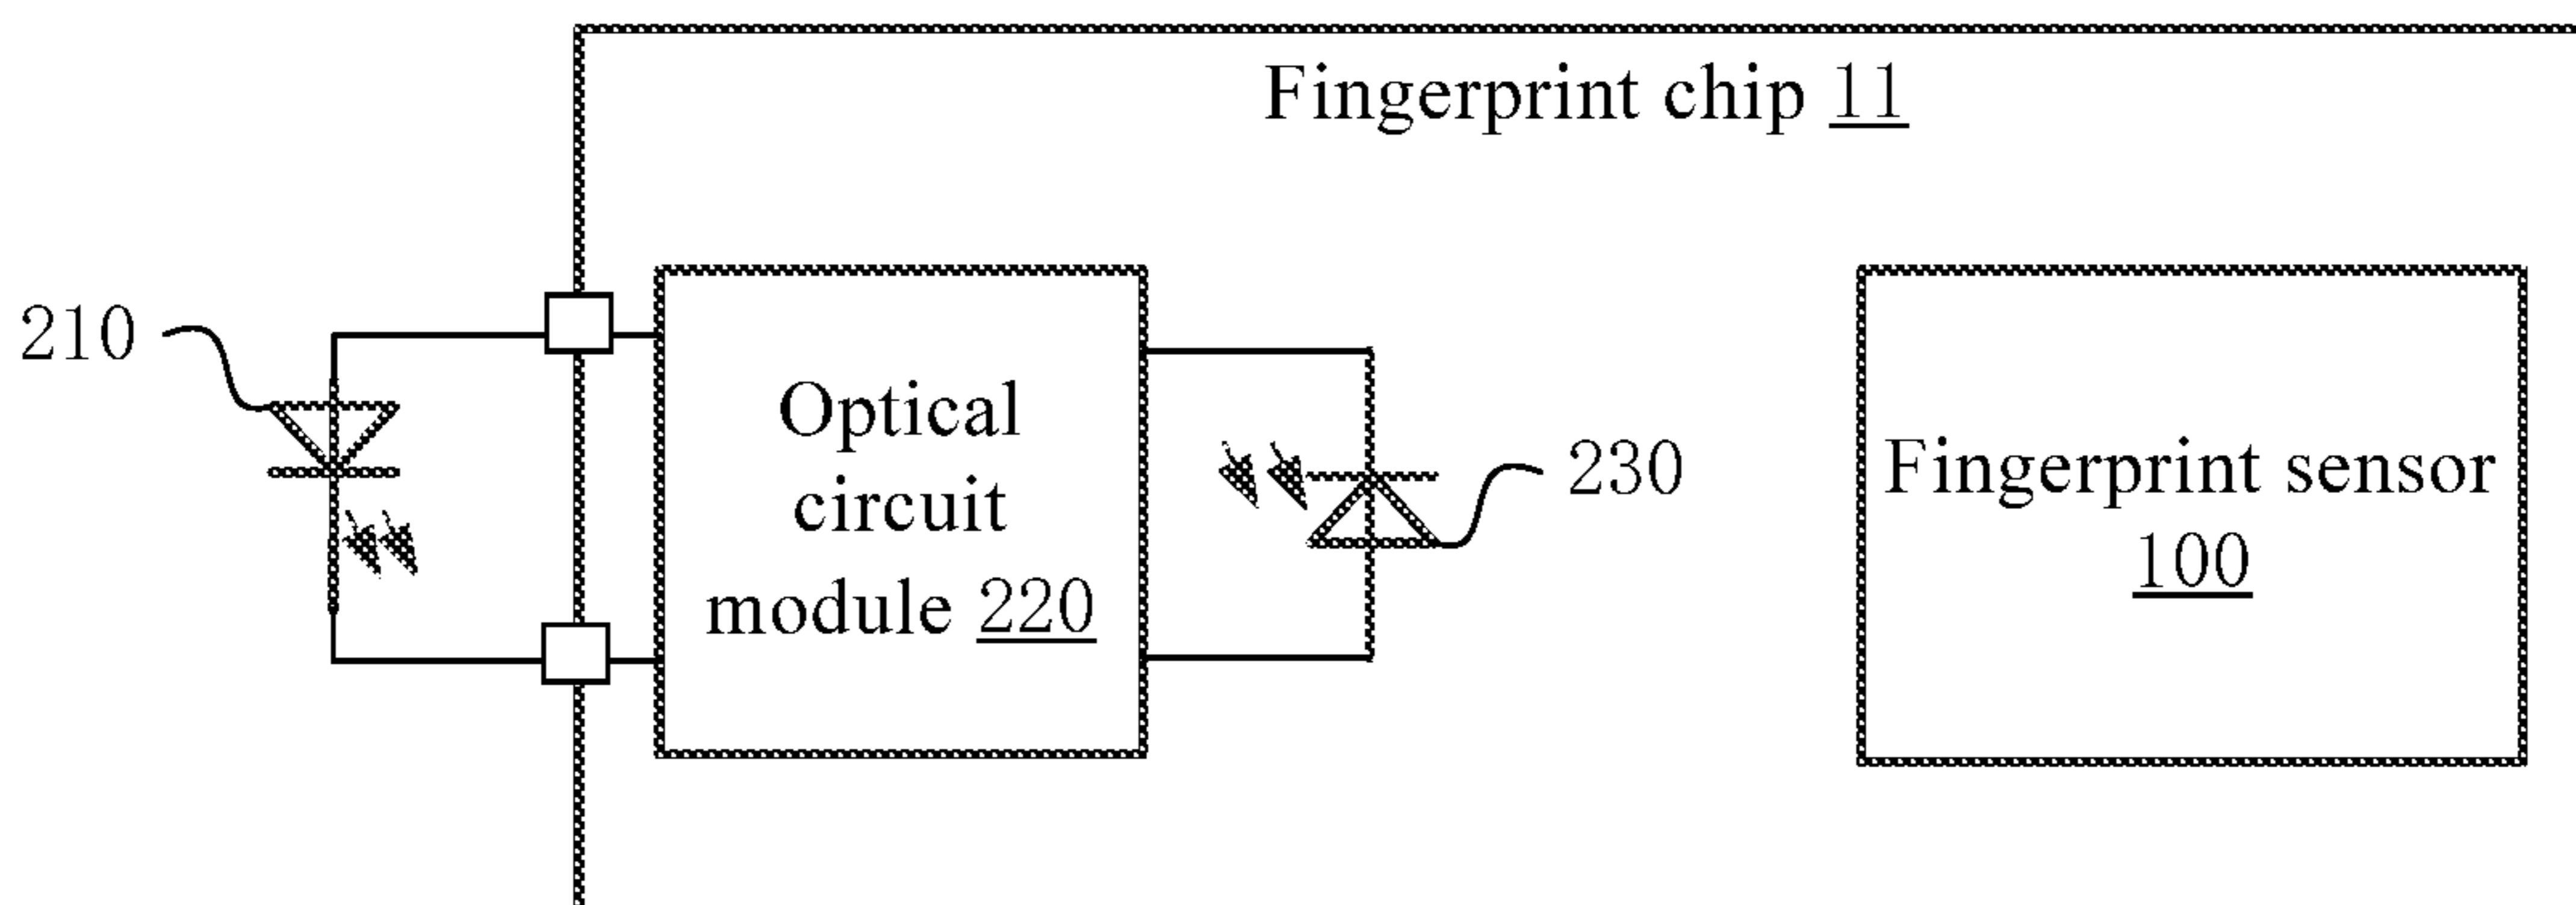 Fingerprint chip 11
210
Optical
circuit
module 220
230
Fingerprint sensor
100